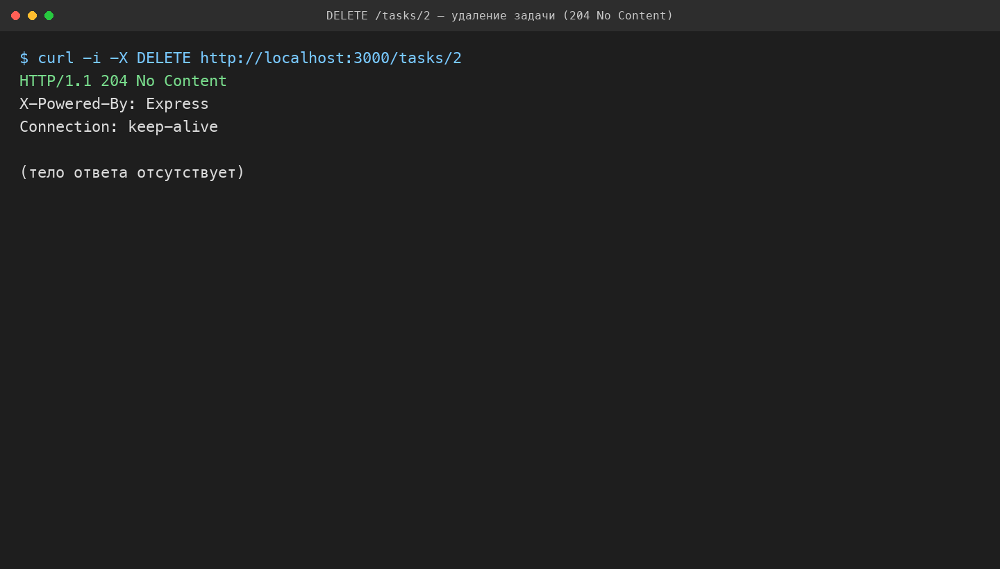 DELETE /tasks/2 — удаление задачи (204 No Content)
$ curl -i -X DELETE http://localhost:3000/tasks/2
HTTP/1.1 204 No Content
X-Powered-By: Express
Connection: keep-alive
(тело ответа отсутствует)